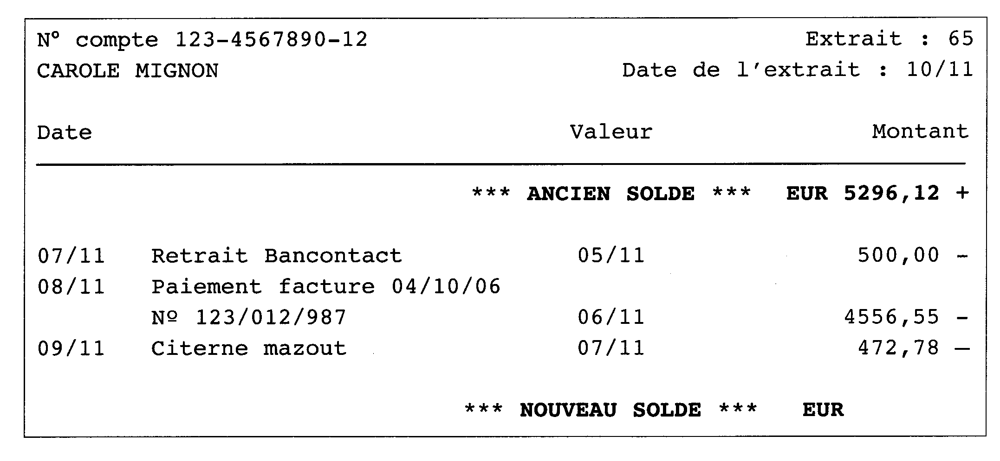 N° compte 123-4567890-12 Extrait : 65
CAROLE MIGNON Date de l'extrait : 10/11
Date Valeur Montant
*** ANCIEN SOLDE *** EUR 5296,12 +
07/11 Retrait Bancontact 05/11 500,00 -
08/11 Paiement facture 04/10/06
Nº 123/012/987 06/11 4556,55 -
09/11 Citerne mazout 07/11 472,78 —
*** NOUVEAU SOLDE *** EUR